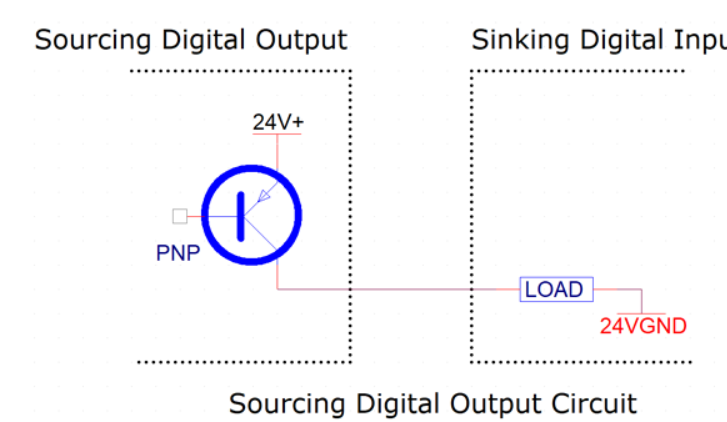 Sourcing Digital Output
Sinking Digital Inpu
24V+
PNP
LOAD
24VGND
Sourcing Digital Output Circuit